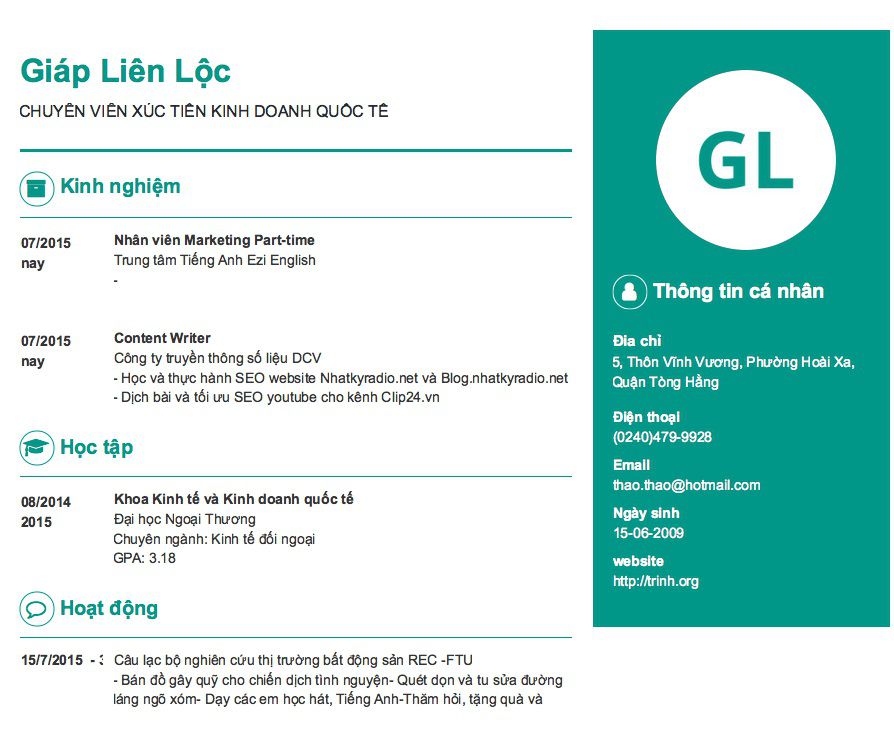 Giáp Liên Lộc
CHUYÊN VIÊN XÚC TIẾN KINH DOANH QUỐC TẾ
Kinh nghiệm
07/2015
nay
Nhân viên Marketing Part-time
Trung tâm Tiếng Anh Ezi English
-
07/2015
nay
Content Writer
Công ty truyền thông số liệu DCV
- Học và thực hành SEO website Nhatkyradio.net và Blog.nhatkyradio.net
- Dịch bài và tối ưu SEO youtube cho kênh Clip24.vn
Học tập
08/2014
2015
Khoa Kinh tế và Kinh doanh quốc tế
Đại học Ngoại Thương
Chuyên ngành: Kinh tế đối ngoại
GPA: 3.18
Hoạt động
15/7/2015 -
Câu lạc bộ nghiên cứu thị trường bất động sản REC -FTU
- Bán đồ gây quỹ cho chiến dịch tình nguyện- Quét dọn và tu sửa đường
láng ngõ xóm- Dạy các em học hát, Tiếng Anh-Thăm hỏi, tặng quà và
GL
Thông tin cá nhân
Địa chỉ
5, Thôn Vĩnh Vương, Phường Hoài Xa,
Quận Tòng Hằng
Điện thoại
(0240)479-9928
Email
thao.thao@hotmail.com
Ngày sinh
15-06-2009
website
http://trinh.org